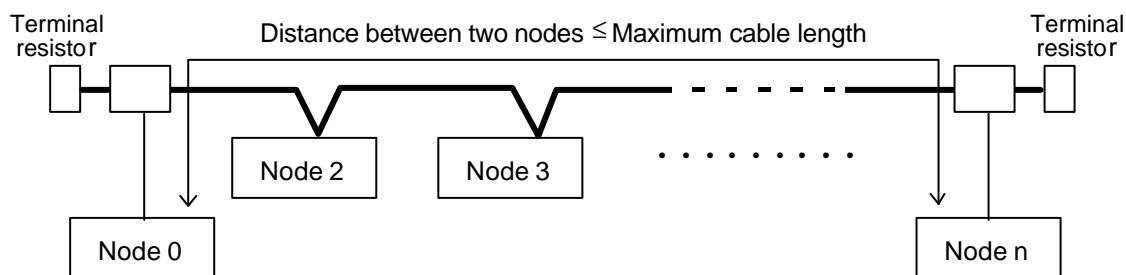 Terminal
resistor
Distance between two nodes ≦ Maximum cable length
Terminal
resistor
Node 2
Node 3
. . . . . . . . .
Node 0
Node n